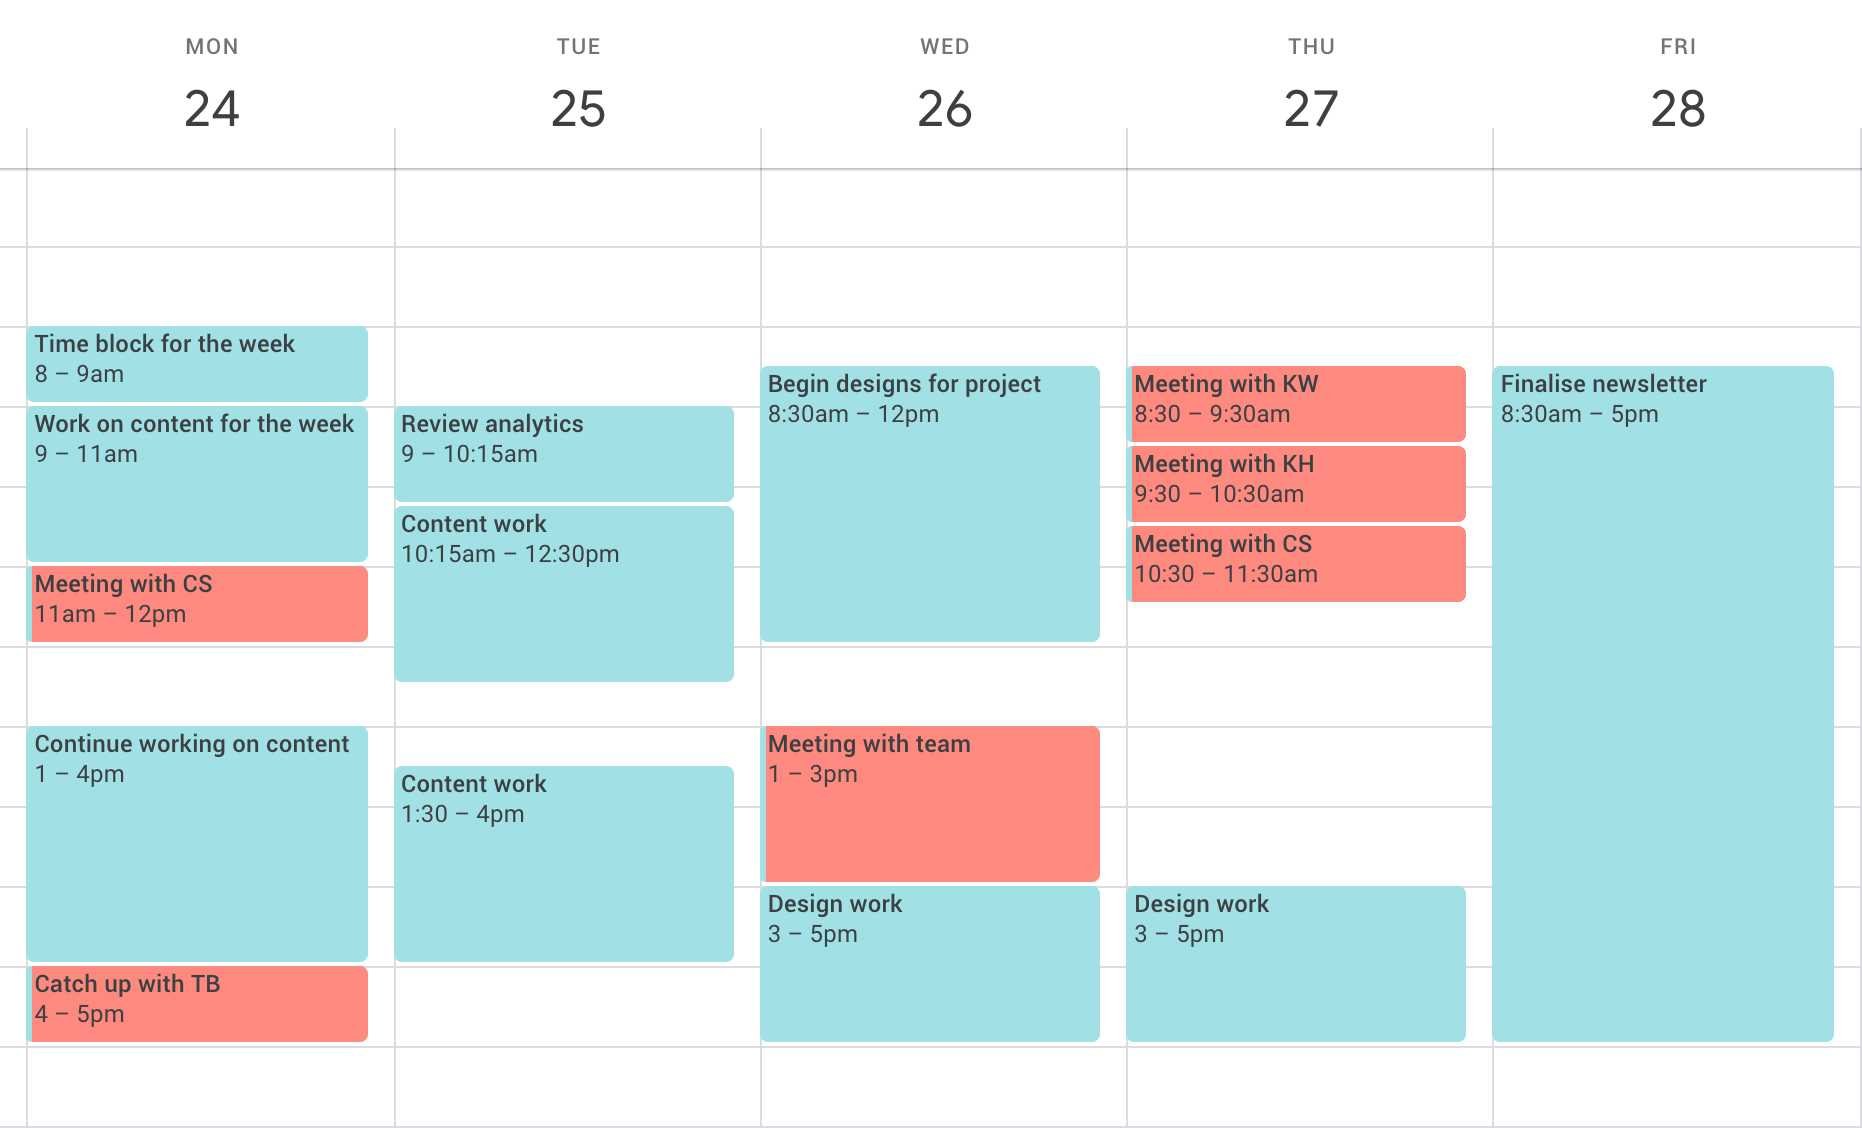 MON
24
TUE
25
WED
26
THU
27
FRI
28
Time block for the week
8 – 9am
Work on content for the week
9 – 11am
Meeting with CS
11am – 12pm
Continue working on content
1 – 4pm
Catch up with TB
4 – 5pm
Review analytics
9 – 10:15am
Content work
10:15am – 12:30pm
Content work
1:30 – 4pm
Begin designs for project
8:30am – 12pm
Meeting with team
1 – 3pm
Design work
3 – 5pm
Meeting with KW
8:30 – 9:30am
Meeting with KH
9:30 – 10:30am
Meeting with CS
10:30 – 11:30am
Design work
3 – 5pm
Finalise newsletter
8:30am – 5pm